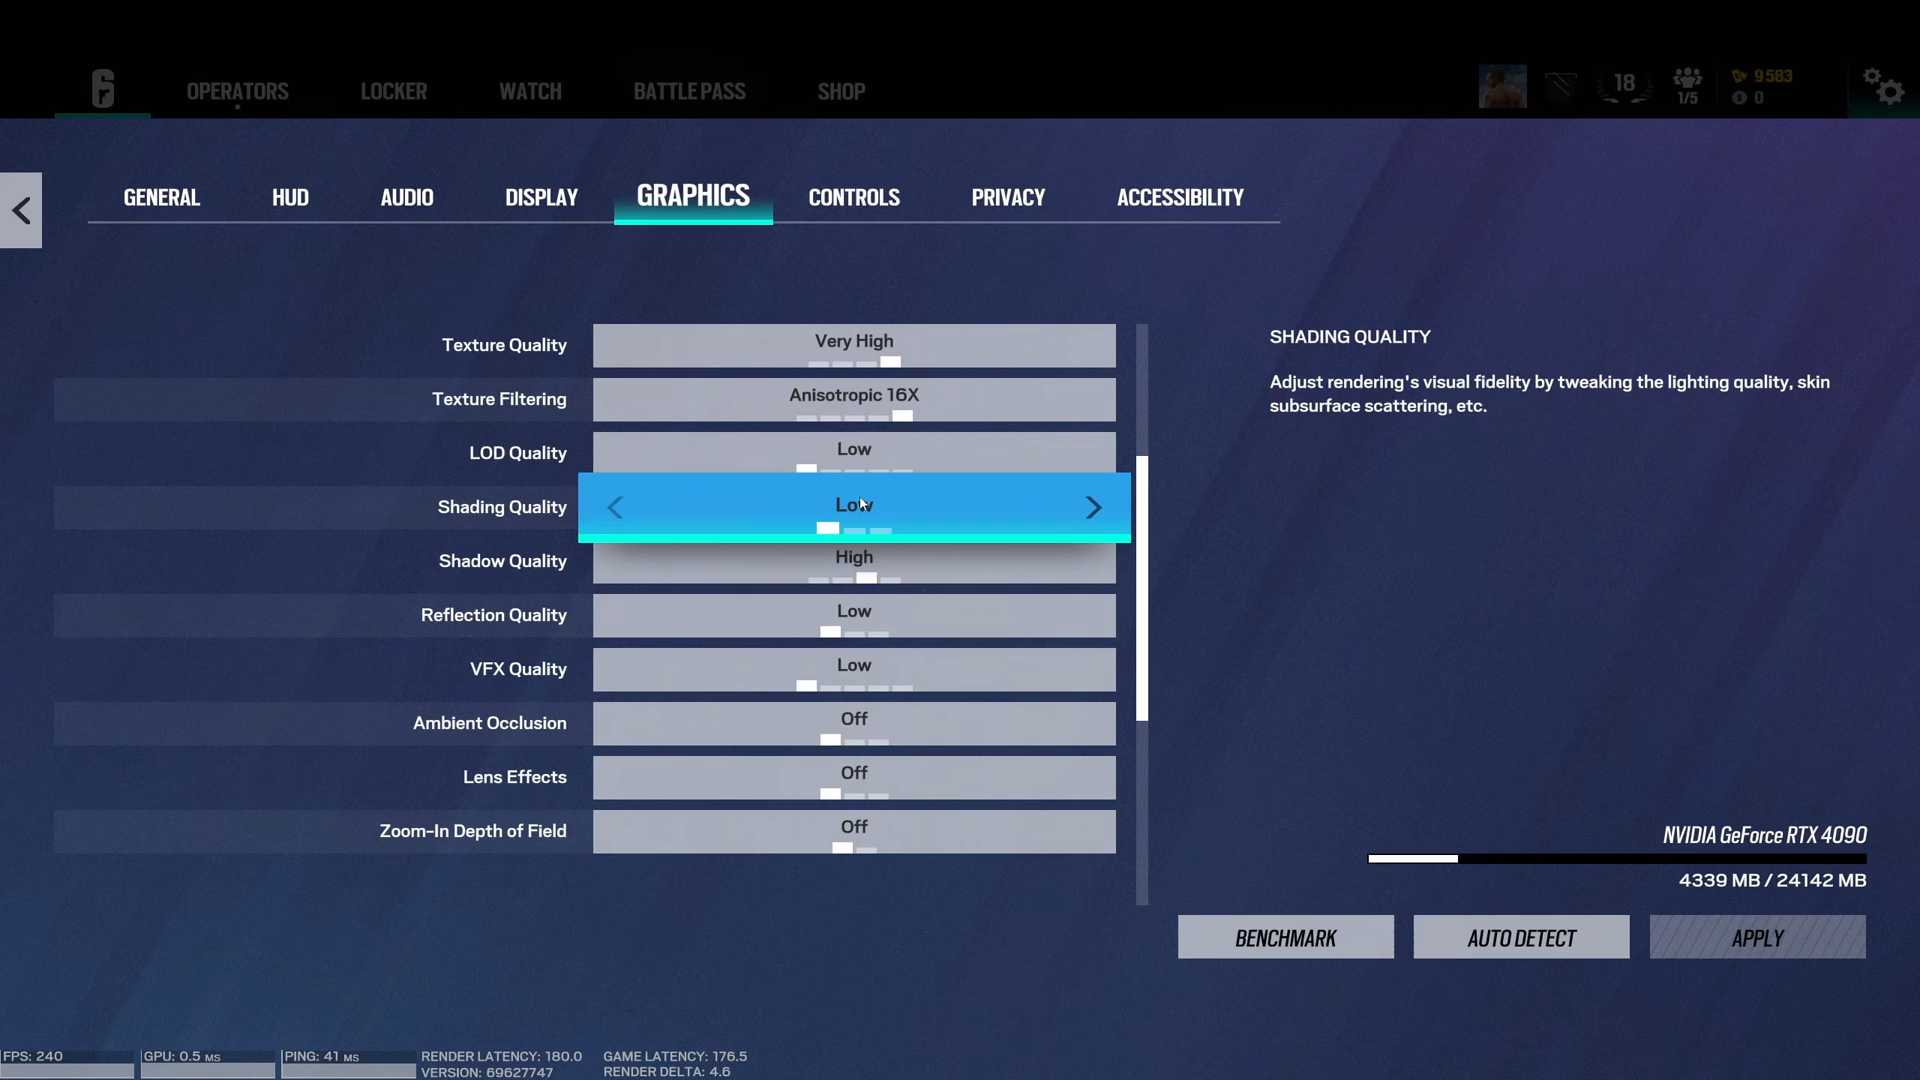 OPERATORS LOCKER WATCH BATTLE PASS SHOP 18 1/5 9 583 0
GENERAL HUD AUDIO DISPLAY GRAPHICS CONTROLS PRIVACY ACCESSIBILITY
Texture Quality Very High
Texture Filtering Anisotropic 16X
LOD Quality Low
Shading Quality Low
Shadow Quality High
Reflection Quality Low
VFX Quality Low
Ambient Occlusion Off
Lens Effects Off
Zoom-In Depth of Field Off
SHADING QUALITY
Adjust rendering's visual fidelity by tweaking the lighting quality, skin
subsurface scattering, etc.
NVIDIA GeForce RTX 4090
4339 MB / 24142 MB
BENCHMARK AUTO DETECT APPLY
FPS: 240 GPU: 0.5 MS PING: 41 MS RENDER LATENCY: 180.0 GAME LATENCY: 176.5
VERSION: 69627747 RENDER DELTA: 4.6